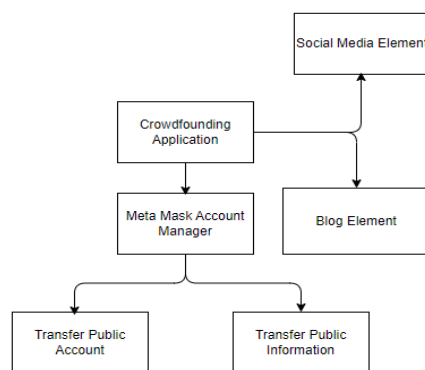 Social Media Element
Crowdfounding
Application
Meta Mask Account
Manager
Blog Element
Transfer Public
Account
Transfer Public
Information